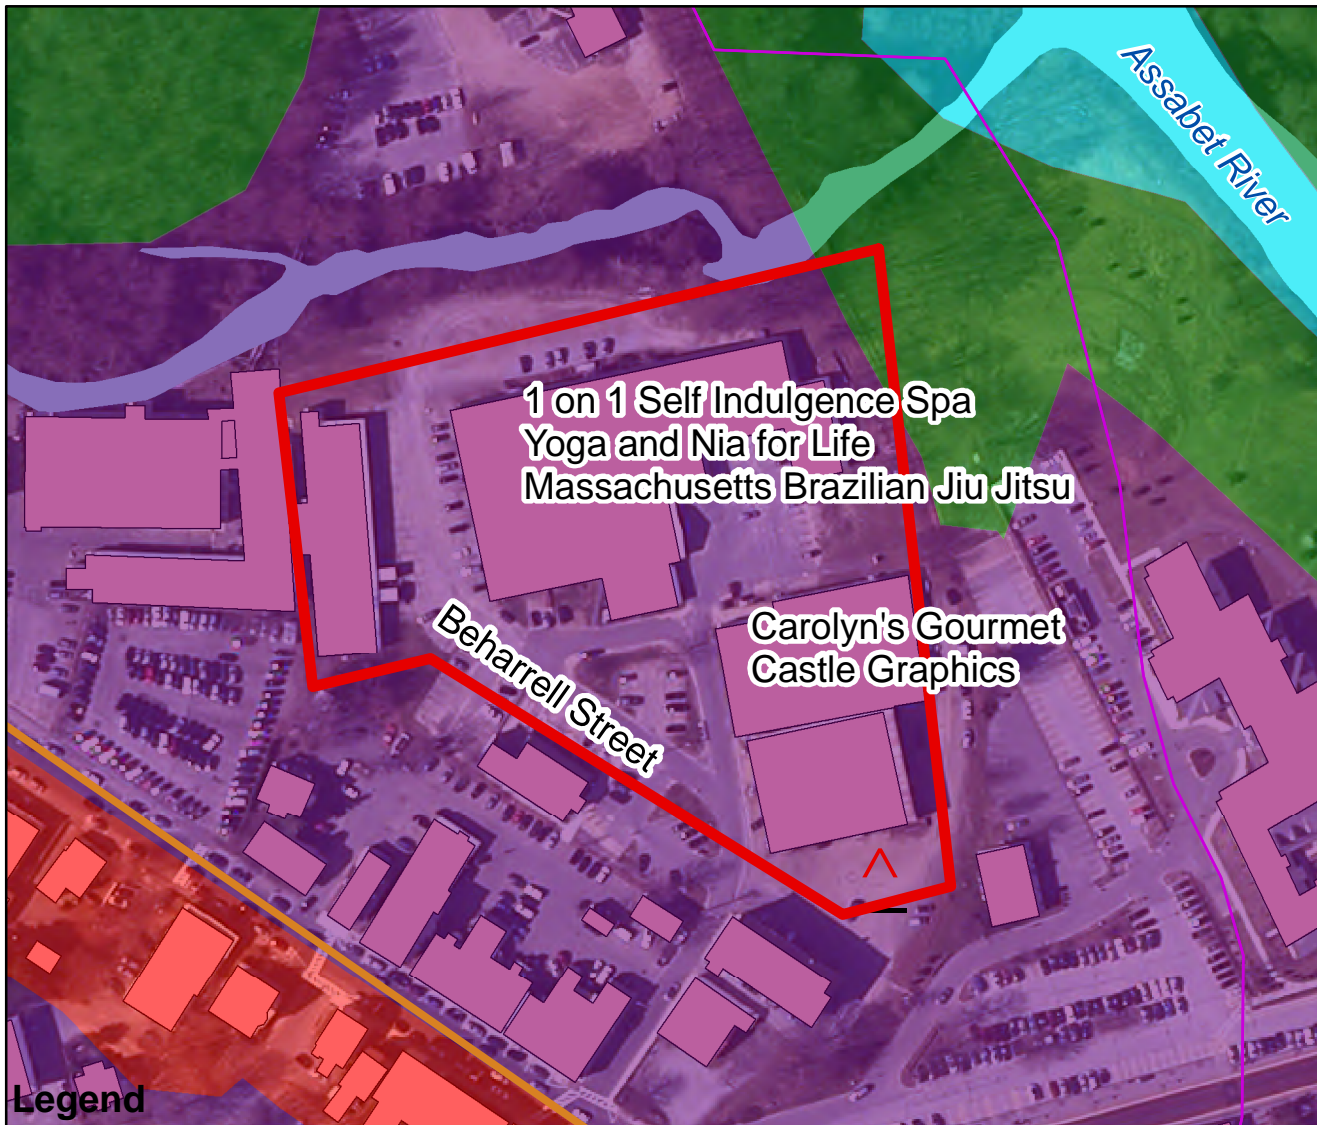 Assabet River
1 on 1 Self Indulgence Spa
Yoga and Nia for Life
Massachusetts Brazilian Jiu Jitsu
Beharrell Street
Carolyn's Gourmet
Castle Graphics
Legend